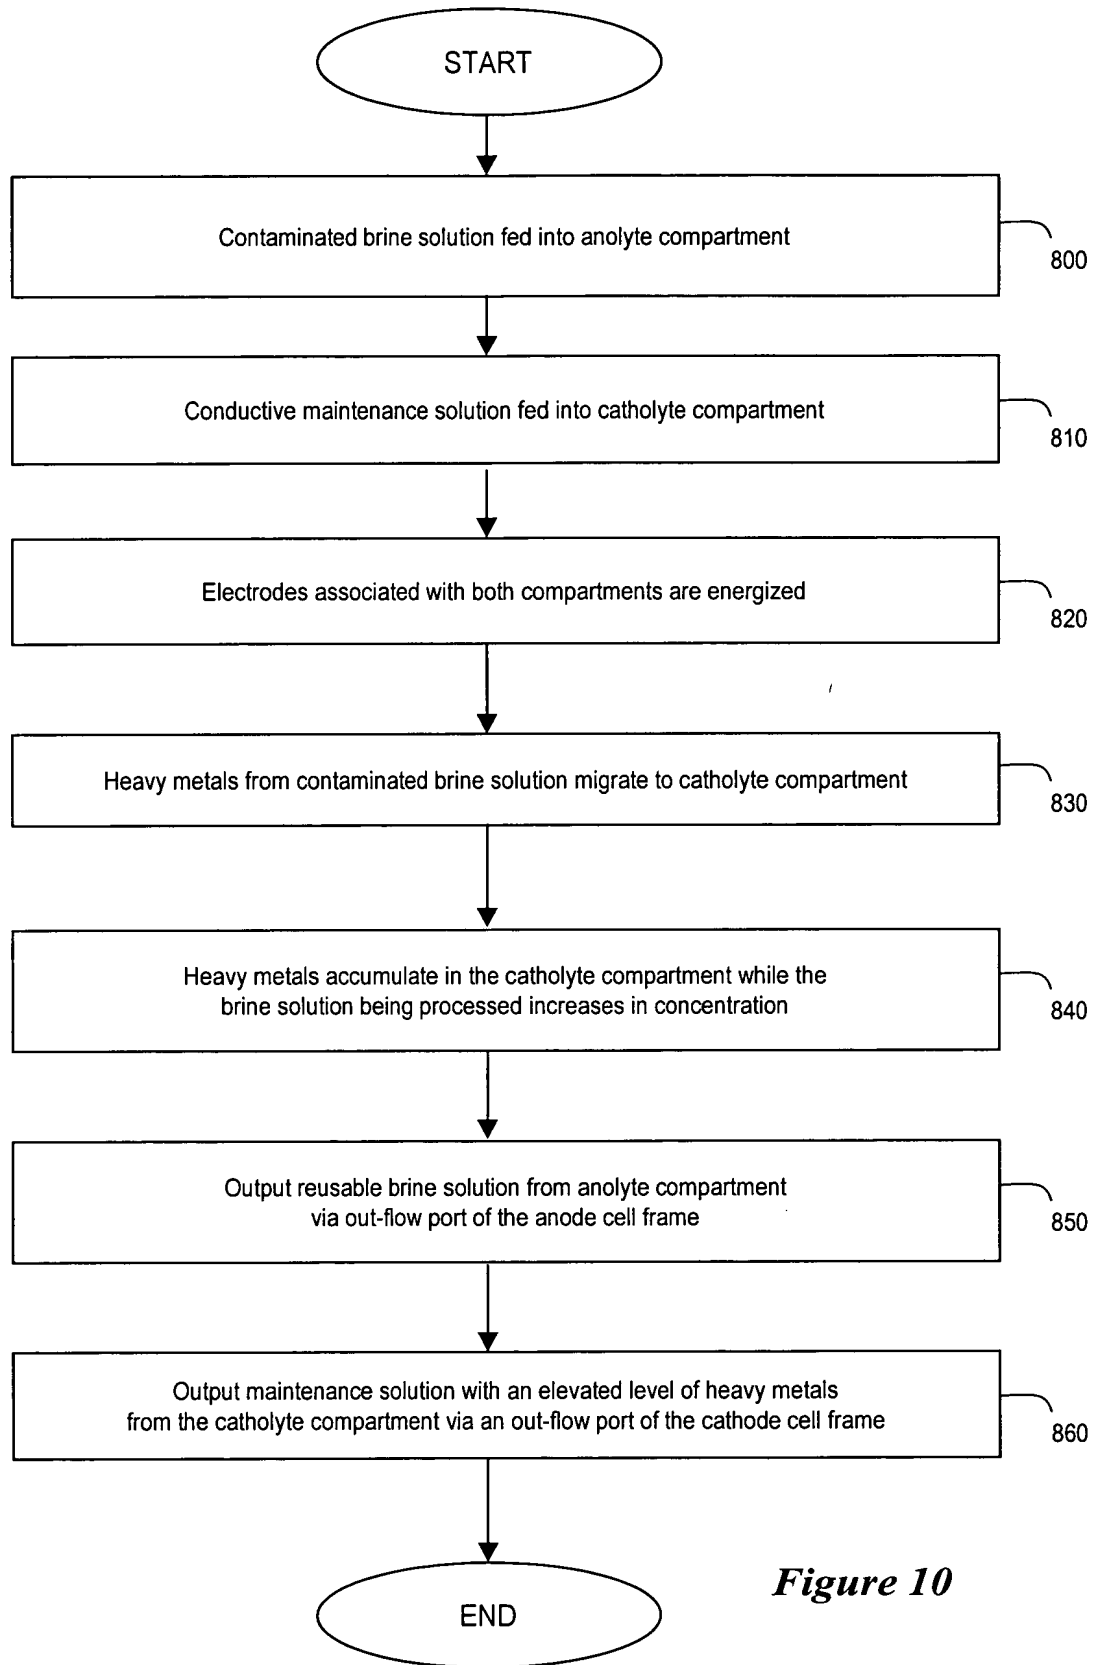 START
Contaminated brine solution fed into anolyte compartment
800
Conductive maintenance solution fed into catholyte compartment
810
Electrodes associated with both compartments are energized
820
Heavy metals from contaminated brine solution migrate to catholyte compartment
830
Heavy metals accumulate in the catholyte compartment while the
brine solution being processed increases in concentration
840
Output reusable brine solution from anolyte compartment
via out-flow port of the anode cell frame
850
Output maintenance solution with an elevated level of heavy metals
from the catholyte compartment via an out-flow port of the cathode cell frame
860
END
Figure 10